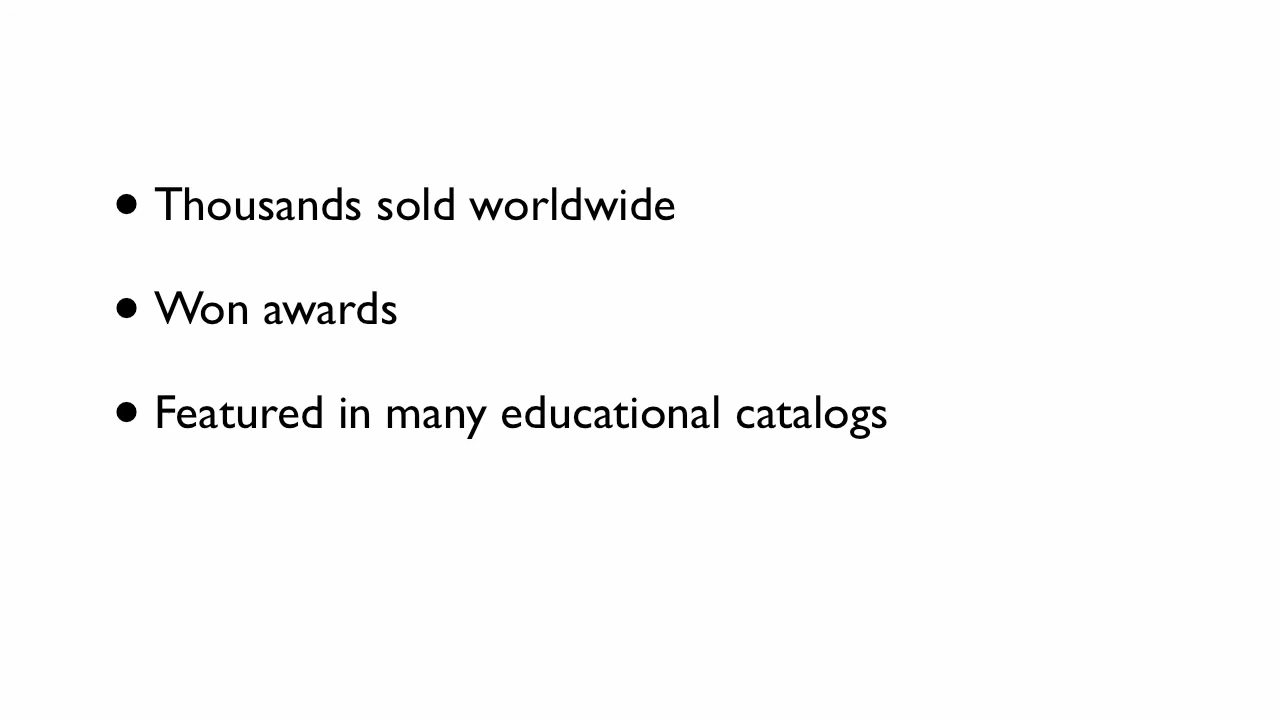 • Thousands sold worldwide
• Won awards
• Featured in many educational catalogs